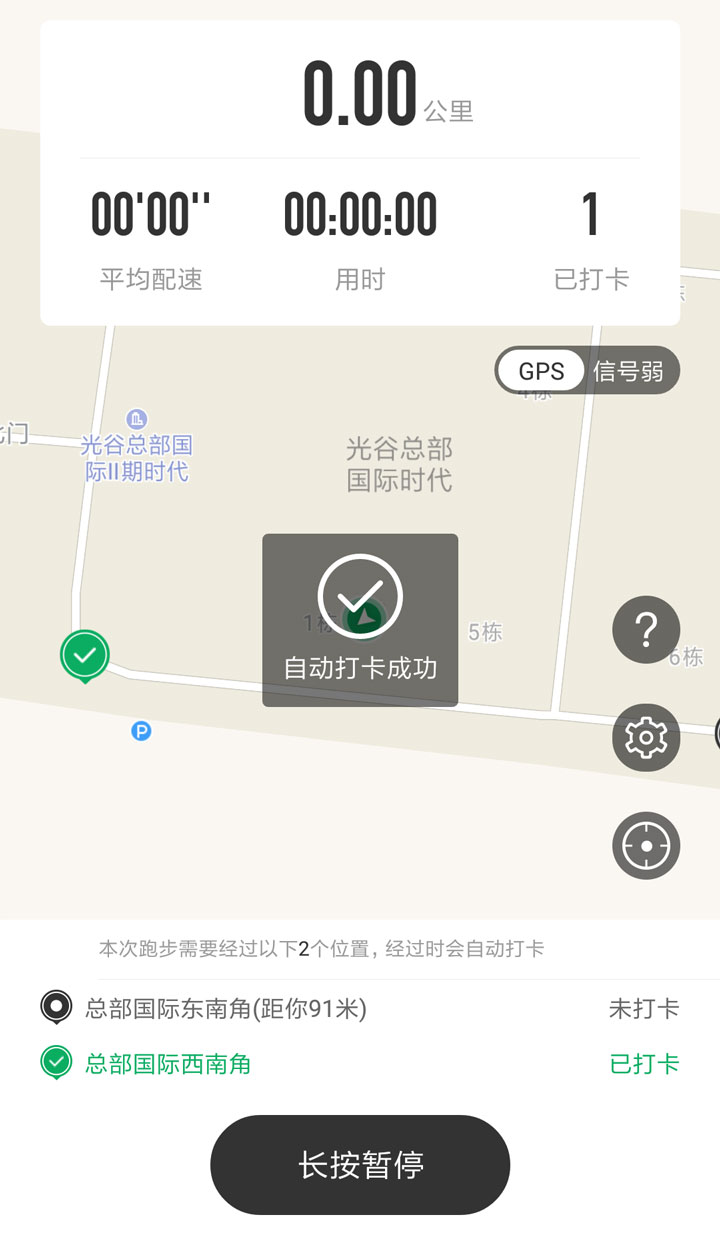 0.00公里
00'00'' 00:00:00 1
平均配速 用时 已打卡
GPS 信号弱
光谷总部国
际II期时代
光谷总部
国际时代
1栋
5栋
自动打卡成功
6栋
P
本次跑步需要经过以下2个位置，经过时会自动打卡
总部国际东南角(距你91米) 未打卡
总部国际西南角 已打卡
长按暂停